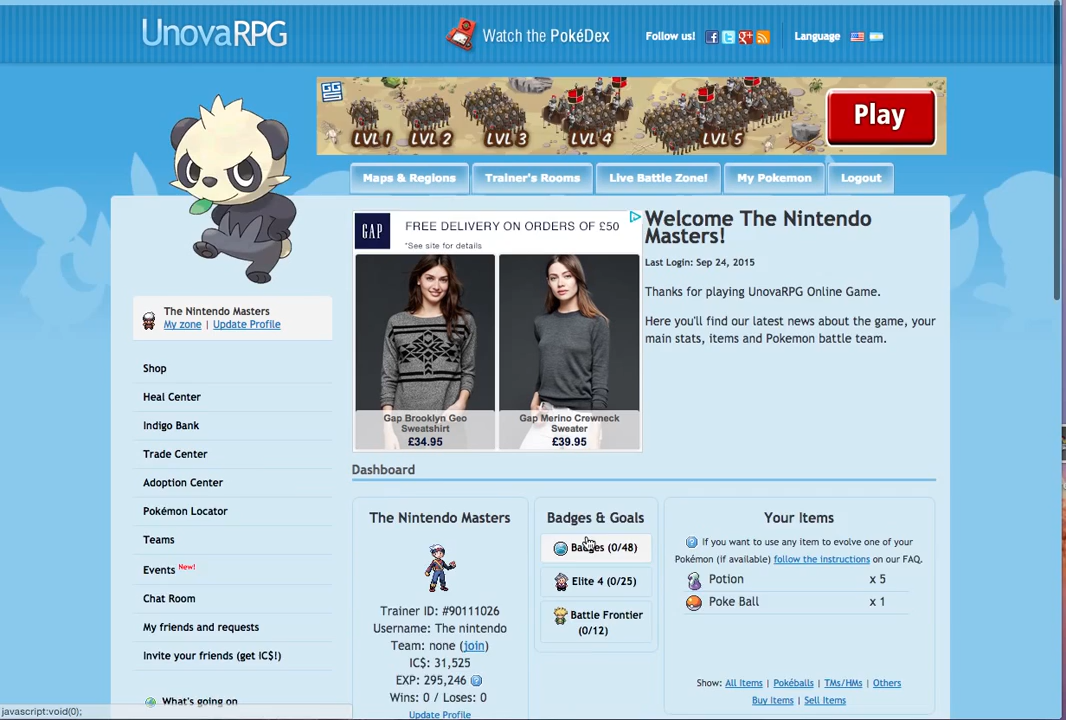 UnovaRPG
Watch the PokéDex
Follow us!
Language
GG
LVL 1 LVL 2 LVL 3 LVL 4 LVL 5
Play
Maps & Regions
Trainer's Rooms
Live Battle Zone!
My Pokemon
Logout
GAP
FREE DELIVERY ON ORDERS OF £50
*See site for details
Gap Brooklyn Geo
Sweatshirt
£34.95
Gap Merino Crewneck
Sweater
£39.95
Welcome The Nintendo
Masters!
Last Login: Sep 24, 2015
Thanks for playing UnovaRPG Online Game.
Here you'll find our latest news about the game, your
main stats, items and Pokemon battle team.
The Nintendo Masters
My zone | Update Profile
Shop
Heal Center
Indigo Bank
Trade Center
Adoption Center
Pokémon Locator
Teams
Events New!
Chat Room
My friends and requests
Invite your friends (get IC$!)
What's going on
Dashboard
The Nintendo Masters
Trainer ID: #90111026
Username: The nintendo
Team: none (join)
IC$: 31,525
EXP: 295,246
Wins: 0 / Loses: 0
Update Profile
Badges & Goals
Badges (0/48)
Elite 4 (0/25)
Battle Frontier
(0/12)
Your Items
If you want to use any item to evolve one of your
Pokémon (if available) follow the instructions on our FAQ.
Potion x 5
Poke Ball x 1
Show: All Items | Pokéballs | TMs/HMs | Others
Buy Items | Sell Items
javascript:void(0);